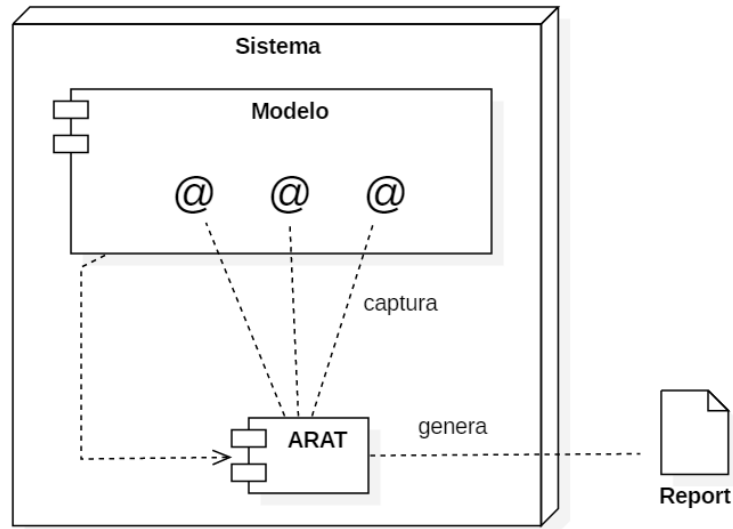 Sistema
Modelo
@ @ @
captura
ARAT
genera
Report